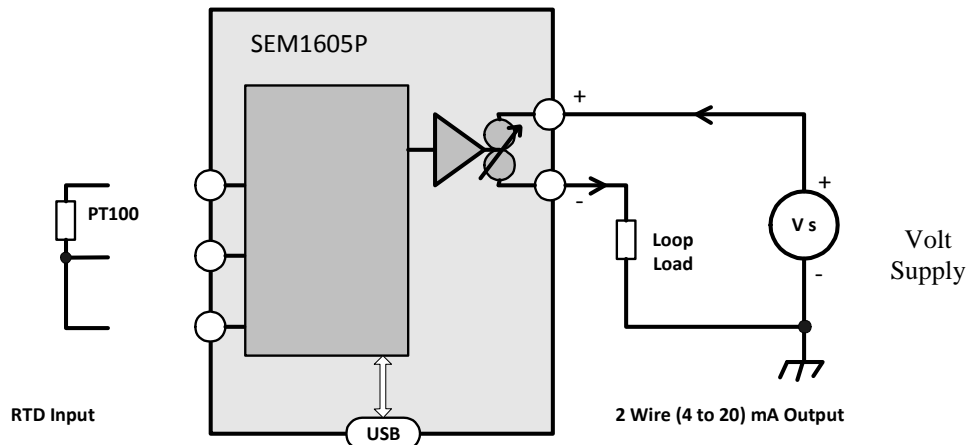 SEM1605P
+
PT100
-
+
V s
-
Loop
Load
Volt
Supply
RTD Input
USB
2 Wire (4 to 20) mA Output